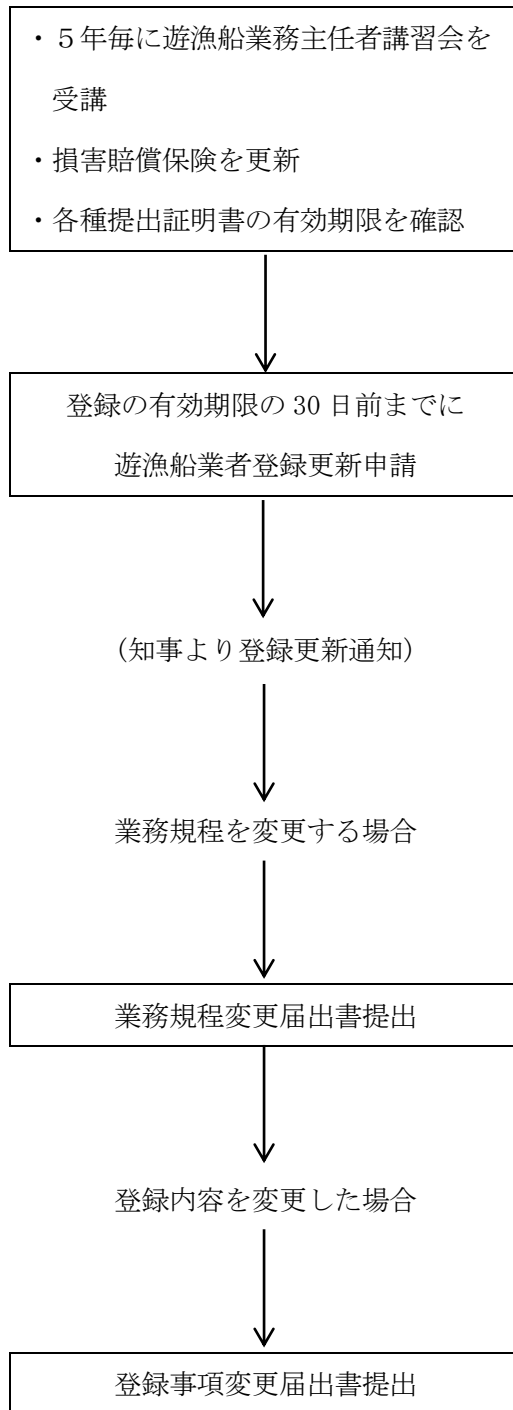 ・５年毎に遊漁船業務主任者講習会を
受講
・損害賠償保険を更新
・各種提出証明書の有効期限を確認
登録の有効期限の 30 日前までに
遊漁船業者登録更新申請
（知事より登録更新通知）
業務規程を変更する場合
業務規程変更届出書提出
登録内容を変更した場合
登録事項変更届出書提出